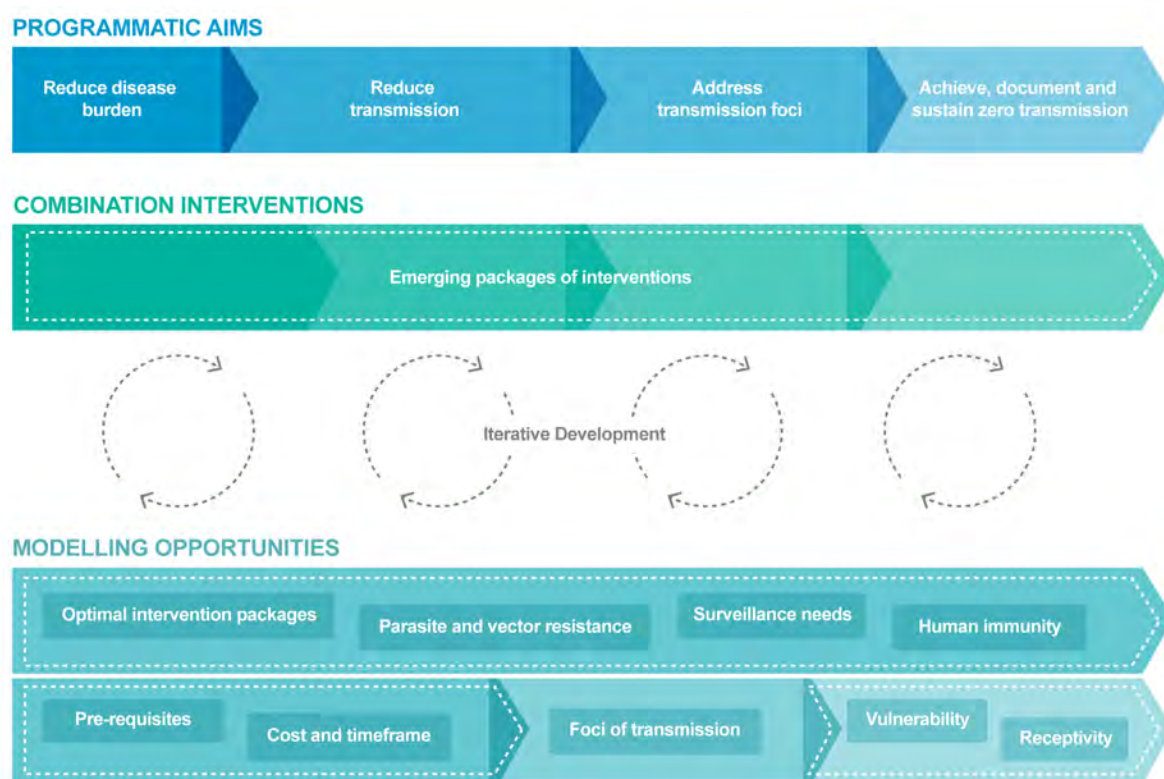 PROGRAMMATIC AIMS
Reduce disease
burden
Reduce
transmission
Address
transmission foci
Achieve, document and
sustain zero transmission
COMBINATION INTERVENTIONS
Emerging packages of interventions
Iterative Development
MODELLING OPPORTUNITIES
Optimal intervention packages
Parasite and vector resistance
Surveillance needs
Human immunity
Pre-requisites
Cost and timeframe
Foci of transmission
Vulnerability
Receptivity